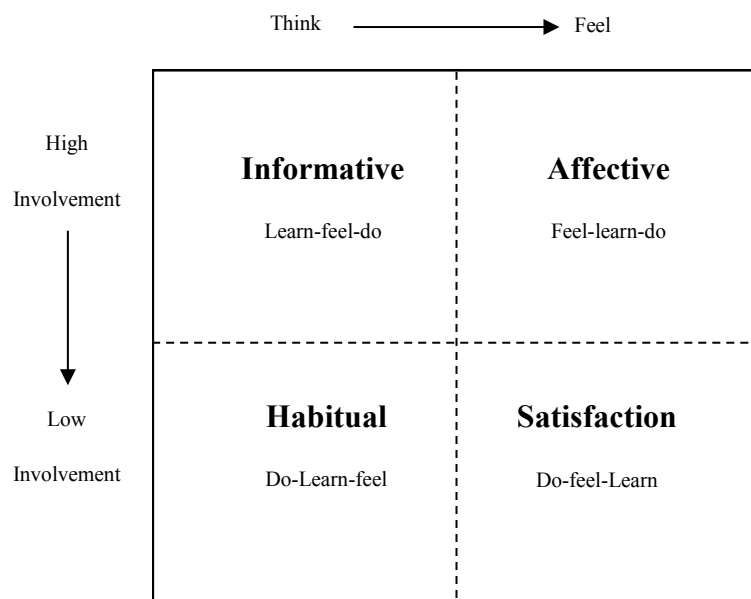 Think Feel
High
Involvement
Informative Affective
Learn-feel-do Feel-learn-do
Low
Involvement
Habitual Satisfaction
Do-Learn-feel Do-feel-Learn